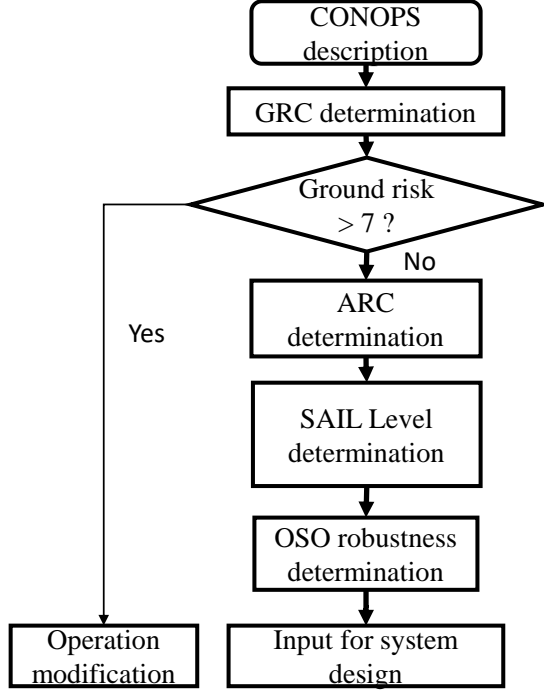 CONOPS
description
GRC determination
Ground risk
> 7 ?
No
ARC
determination
Yes
SAIL Level
determination
OSO robustness
determination
Operation
modification
Input for system
design